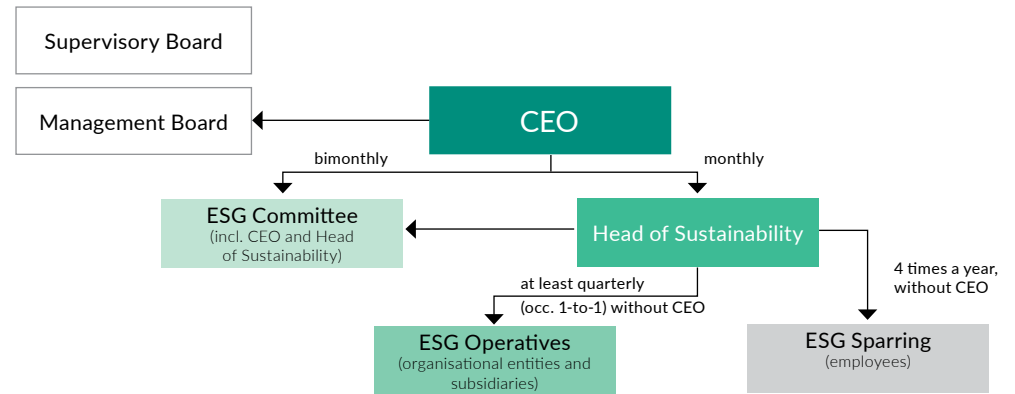 Supervisory Board
Management Board
CEO
bimonthly
monthly
ESG Committee
(incl. CEO and Head
of Sustainability)
Head of Sustainability
4 times a year,
without CEO
at least quarterly
(occ. 1-to-1) without CEO
ESG Operatives
(organisational entities and
subsidiaries)
ESG Sparring
(employees)